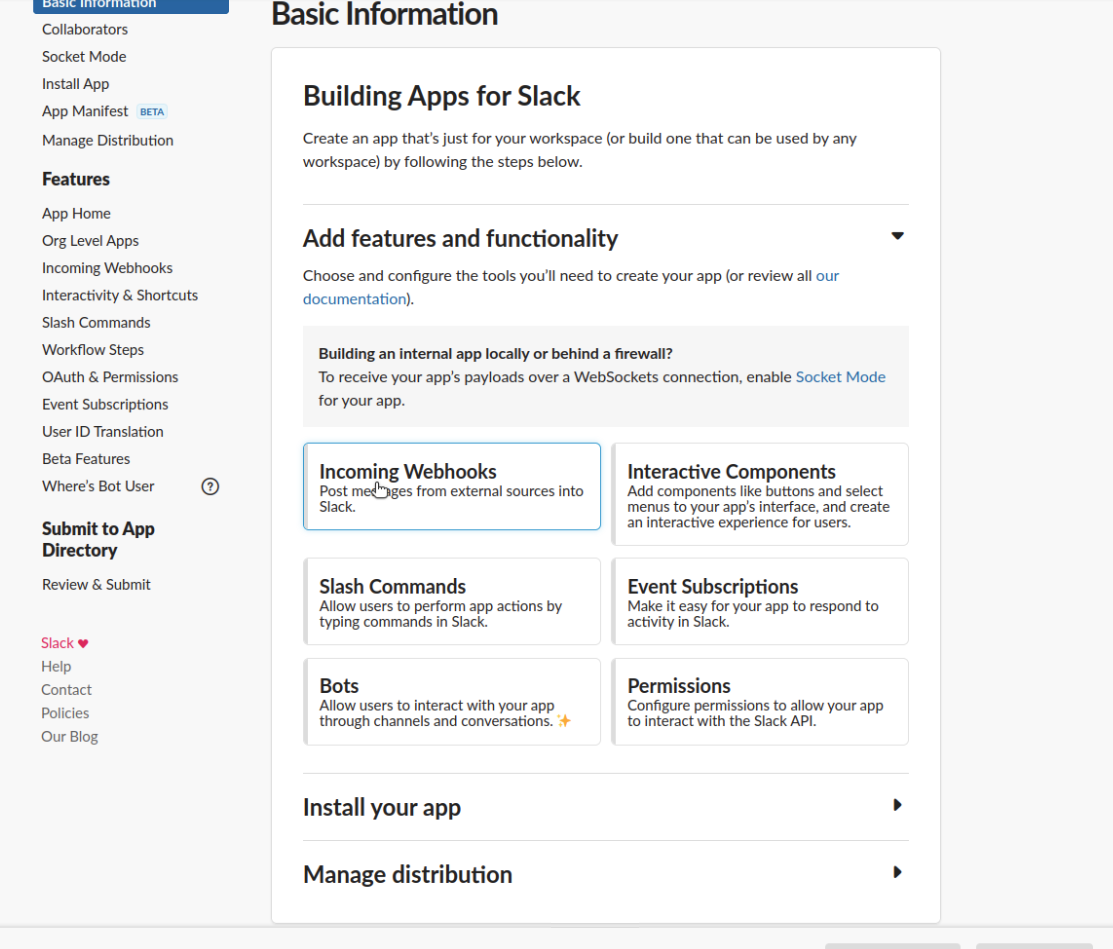 Basic Information
Collaborators
Socket Mode
Install App
App Manifest BETA
Manage Distribution
Features
App Home
Org Level Apps
Incoming Webhooks
Interactivity & Shortcuts
Slash Commands
Workflow Steps
OAuth & Permissions
Event Subscriptions
User ID Translation
Beta Features
Where's Bot User ?
Submit to App
Directory
Review & Submit
Slack ♥
Help
Contact
Policies
Our Blog
Basic Information
Building Apps for Slack
Create an app that's just for your workspace (or build one that can be used by any
workspace) by following the steps below.
Add features and functionality
Choose and configure the tools you'll need to create your app (or review all our
documentation).
Building an internal app locally or behind a firewall?
To receive your app's payloads over a WebSockets connection, enable Socket Mode
for your app.
Incoming Webhooks
Post messages from external sources into
Slack.
Interactive Components
Add components like buttons and select
menus to your app's interface, and create
an interactive experience for users.
Slash Commands
Allow users to perform app actions by
typing commands in Slack.
Event Subscriptions
Make it easy for your app to respond to
activity in Slack.
Bots
Allow users to interact with your app
through channels and conversations. ✨
Permissions
Configure permissions to allow your app
to interact with the Slack API.
Install your app
Manage distribution